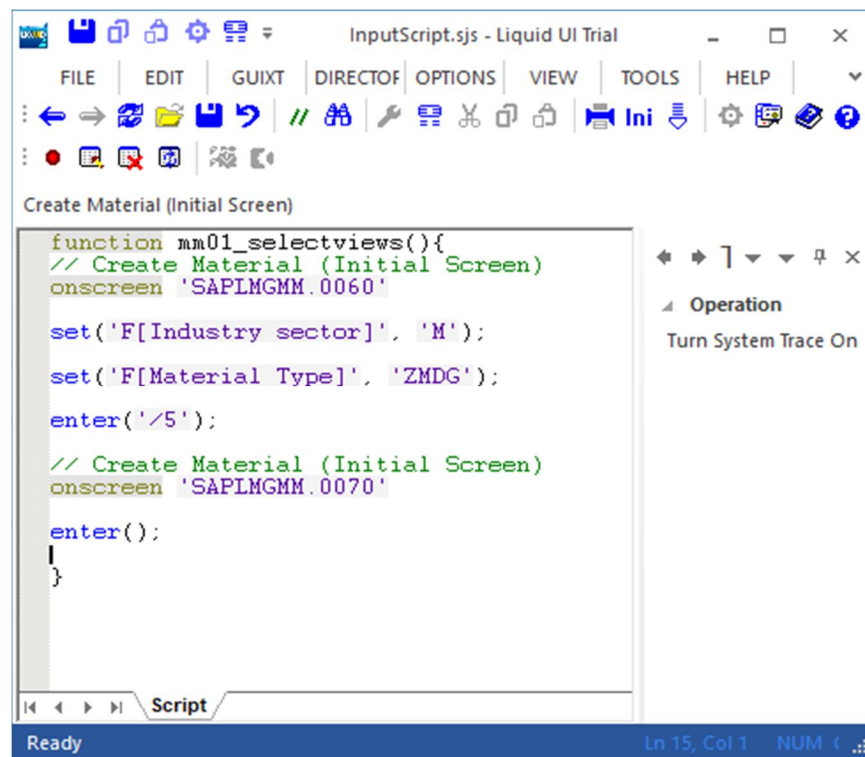 InputScript.sjs - Liquid UI Trial
FILE EDIT GUIXT DIRECTOF OPTIONS VIEW TOOLS HELP
// Ini
Create Material (Initial Screen)
function mm01_selectviews(){
// Create Material (Initial Screen)
onscreen 'SAPLMGMM.0060'
set('F[Industry sector]', 'M');
set('F[Material Type]', 'ZMDG');
enter('/5');
// Create Material (Initial Screen)
onscreen 'SAPLMGMM.0070'
enter();
}
Operation
Turn System Trace On
Script
Ready Ln 15, Col 1 NUM